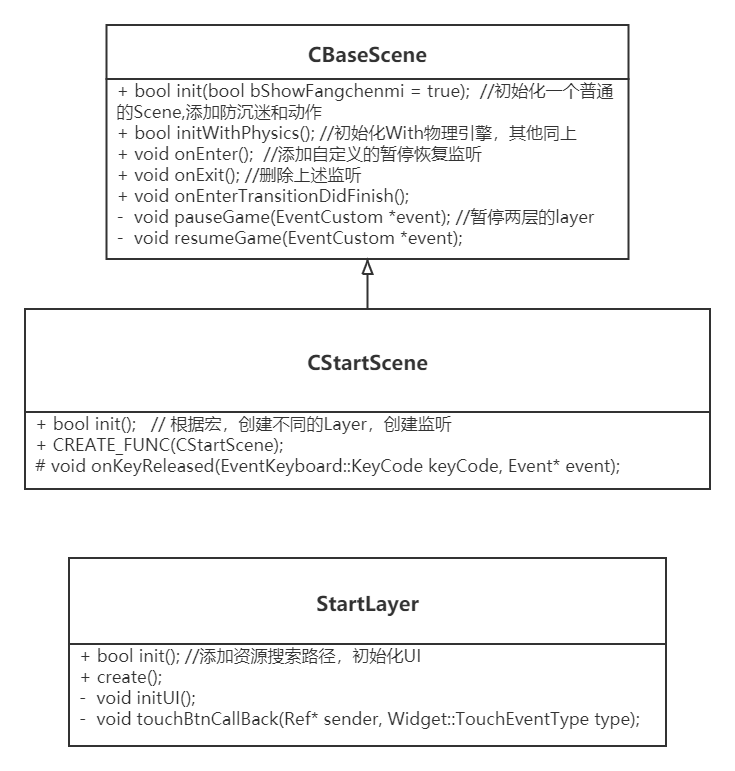 CBaseScene
+ bool init(bool bShowFangchenmi = true);  //初始化一个普通
的Scene,添加防沉迷和动作
+ bool initWithPhysics(); //初始化With物理引擎，其他同上
+ void onEnter();  //添加自定义的暂停恢复监听
+ void onExit(); //删除上述监听
+ void onEnterTransitionDidFinish();
-  void pauseGame(EventCustom *event); //暂停两层的layer
-  void resumeGame(EventCustom *event);
CStartScene
+ bool init();   // 根据宏，创建不同的Layer，创建监听
+ CREATE_FUNC(CStartScene);
# void onKeyReleased(EventKeyboard::KeyCode keyCode, Event* event);
StartLayer
+ bool init(); //添加资源搜索路径，初始化UI
+ create();
-  void initUI();
-  void touchBtnCallBack(Ref* sender, Widget::TouchEventType type);